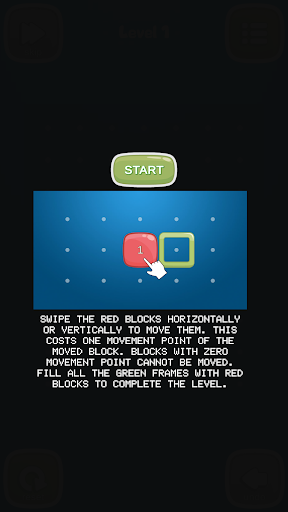 Level 1
START
1
SWIPE THE RED BLOCKS HORIZONTALLY
OR VERTICALLY TO MOVE THEM. THIS
COSTS ONE MOVEMENT POINT OF THE
MOVED BLOCK. BLOCKS WITH ZERO
MOVEMENT POINT CANNOT BE MOVED.
FILL ALL THE GREEN FRAMES WITH RED
BLOCKS TO COMPLETE THE LEVEL.